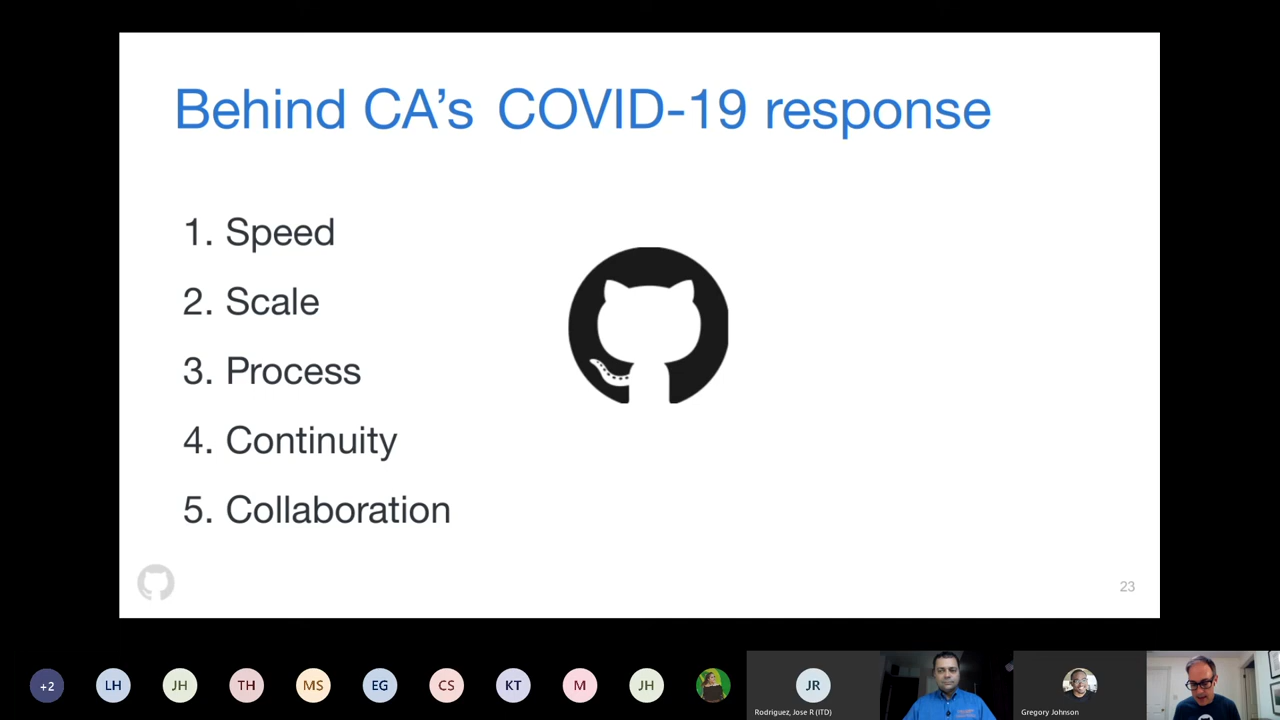 Behind CA's COVID-19 response
1. Speed
2. Scale
3. Process
4. Continuity
5. Collaboration
23
+2
LH
JH
TH
MS
EG
CS
KT
M
JH
JR
Rodriguez, Jose R (ITD)
Gregory Johnson